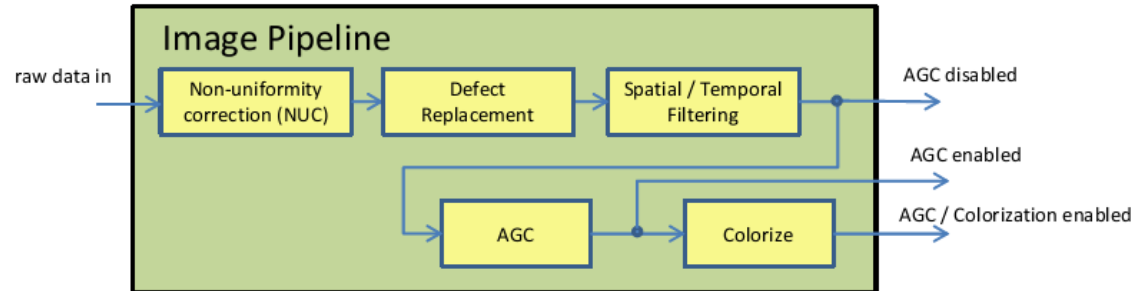 Image Pipeline
raw data in
Non-uniformity
correction (NUC)
Defect
Replacement
Spatial / Temporal
Filtering
AGC disabled
AGC enabled
AGC
Colorize
AGC / Colorization enabled